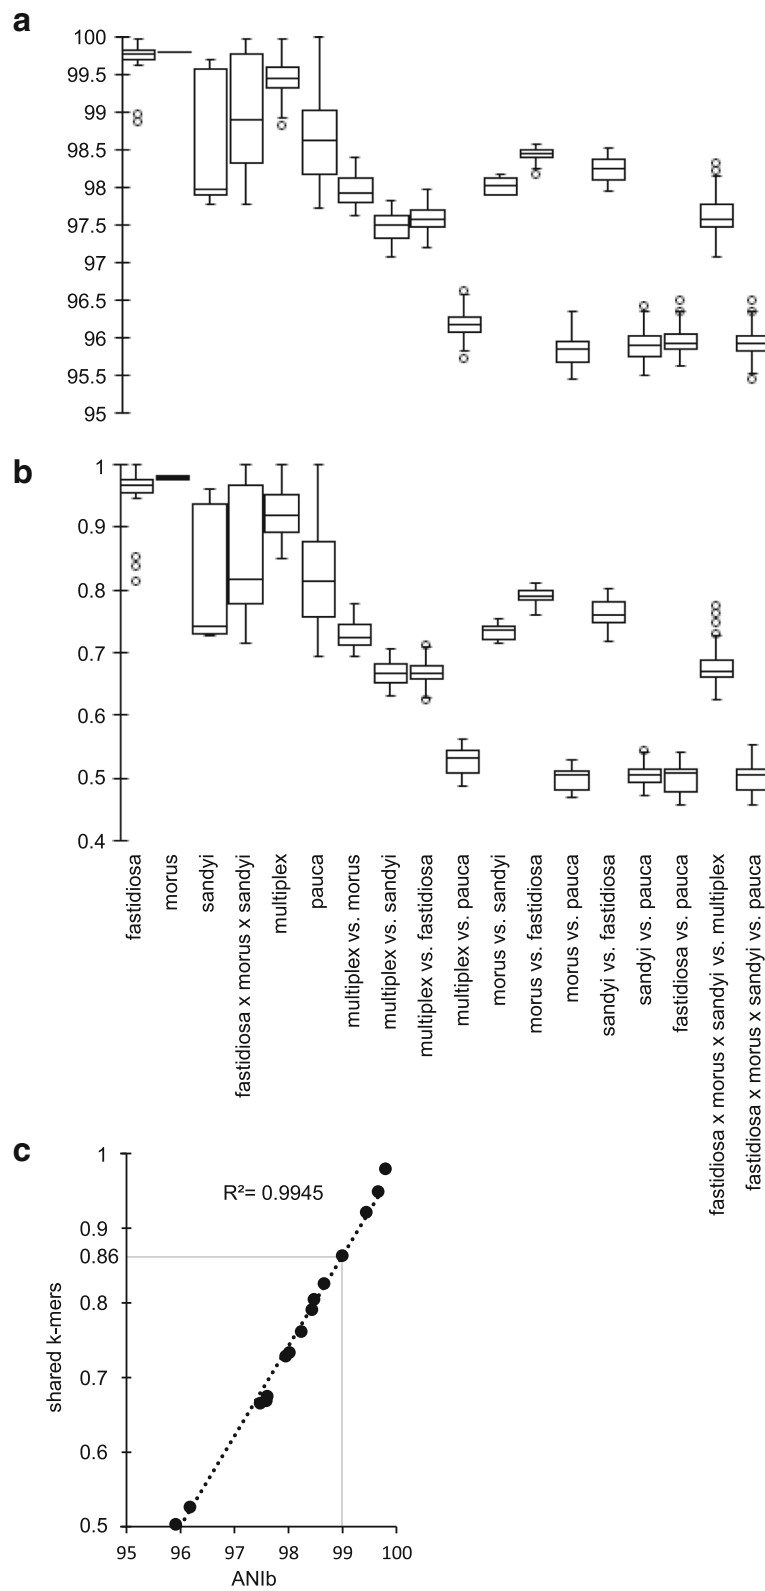 a
100
99.5
99
98.5
98
97.5
97
96.5
96
95.5
95
b
1
0.9
0.8
0.7
0.6
0.5
0.4
fastidiosa
morus
sandyi
fastidiosa x morus x sandyi
multiplex
pauca
multiplex vs. morus
multiplex vs. sandyi
multiplex vs. fastidiosa
multiplex vs. pauca
morus vs. sandyi
morus vs. fastidiosa
morus vs. pauca
sandyi vs. fastidiosa
sandyi vs. pauca
fastidiosa vs. pauca
fastidiosa x morus x sandyi vs. multiplex
fastidiosa x morus x sandyi vs. pauca
c
1
0.9
0.86
0.8
0.7
0.6
0.5
shared k-mers
R²= 0.9945
95 96 97 98 99 100
ANIb